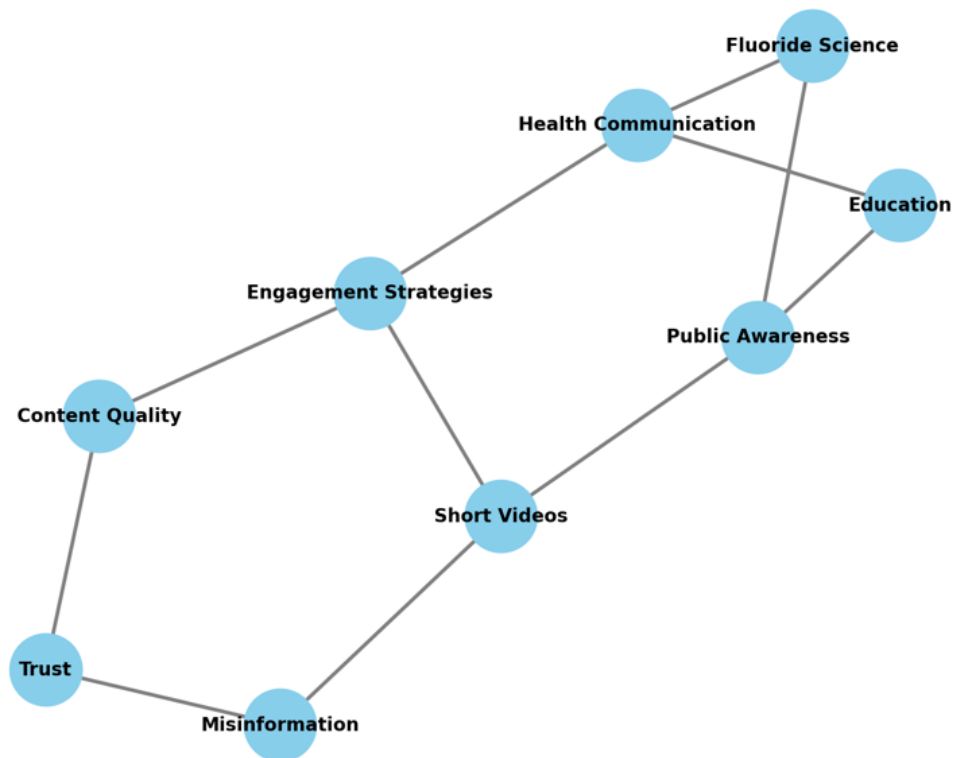 Fluoride Science
Health Communication
Education
Engagement Strategies
Public Awareness
Content Quality
Short Videos
Trust
Misinformation